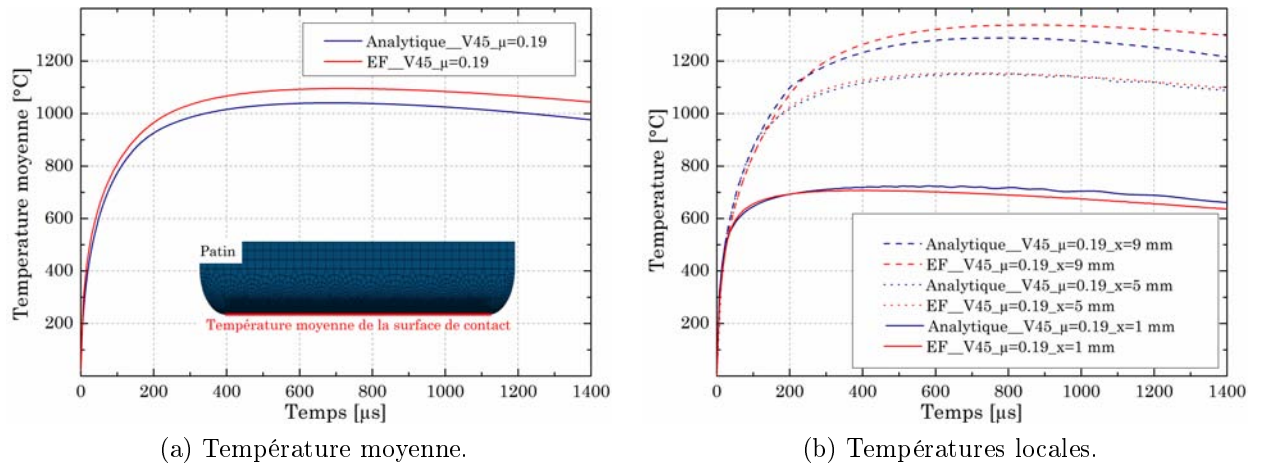 Température moyenne [°C]
1200
1000
800
600
400
200
0
200
400
600
800
1000
1200
1400
Temps [µs]
Analytique__V45_µ=0.19
EF__V45_µ=0.19
Patin
Température moyenne de la surface de contact
(a) Température moyenne.
Température [°C]
1200
1000
800
600
400
200
0
200
400
600
800
1000
1200
1400
Temps [µs]
Analytique__V45_µ=0.19_x=9 mm
EF__V45_µ=0.19_x=9 mm
Analytique__V45_µ=0.19_x=5 mm
EF__V45_µ=0.19_x=5 mm
Analytique__V45_µ=0.19_x=1 mm
EF__V45_µ=0.19_x=1 mm
(b) Températures locales.